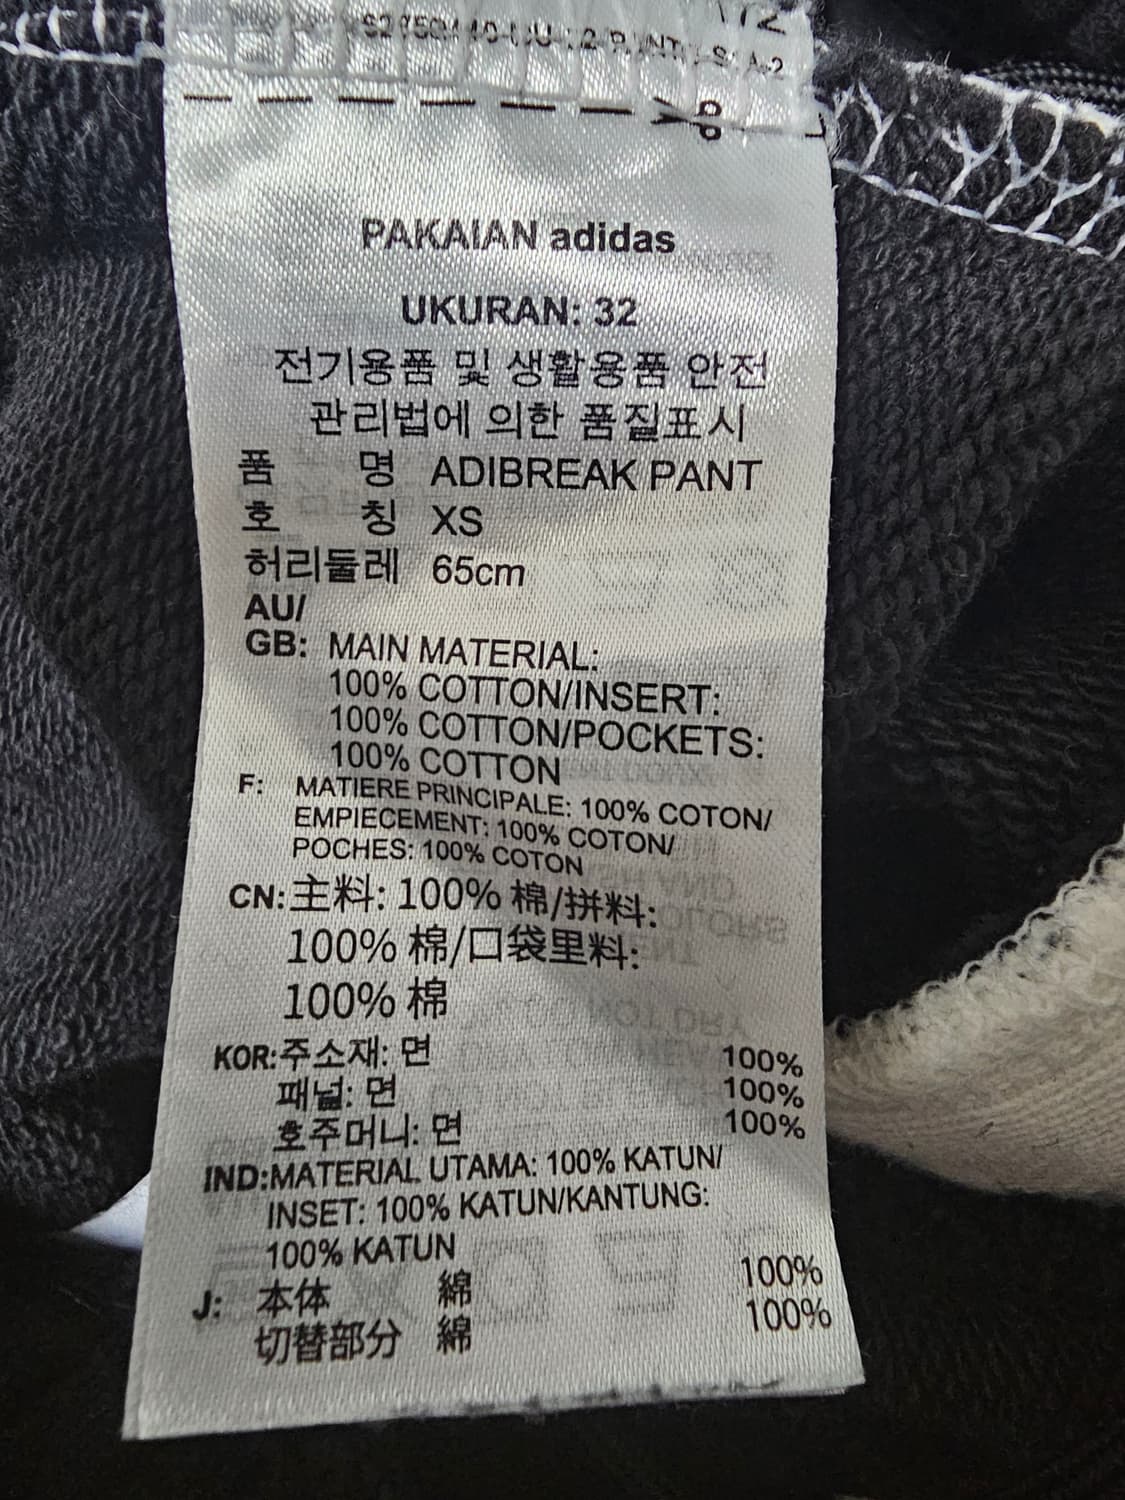 PAKAIAN adidas
UKURAN: 32
전기용품 및 생활용품 안전
관리법에 의한 품질표시
품 명 ADIBREAK PANT
호 칭 XS
허리둘레 65cm
AU/
GB: MAIN MATERIAL:
100% COTTON/INSERT:
100% COTTON/POCKETS:
100% COTTON
F: MATIERE PRINCIPALE: 100% COTON/
EMPIECEMENT: 100% COTON/
POCHES: 100% COTON
CN:主料: 100% 棉/拼料:
100% 棉/口袋里料:
100% 棉
KOR:주소재: 면 100%
패널: 면 100%
호주머니: 면 100%
IND:MATERIAL UTAMA: 100% KATUN/
INSET: 100% KATUN/KANTUNG:
100% KATUN
J: 本体 綿 100%
切替部分 綿 100%